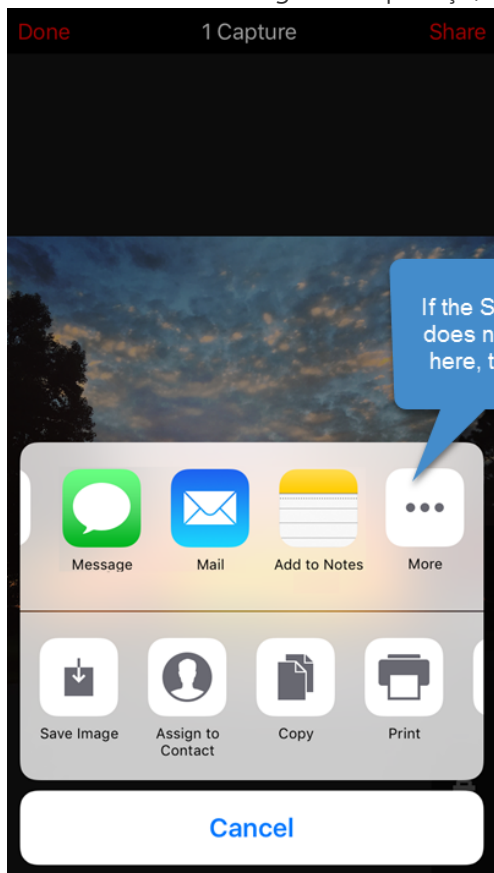 Done 1 Capture Share
If the S
does n
here, t
Message Mail Add to Notes More
Save Image Assign to Copy Print
Contact
Cancel